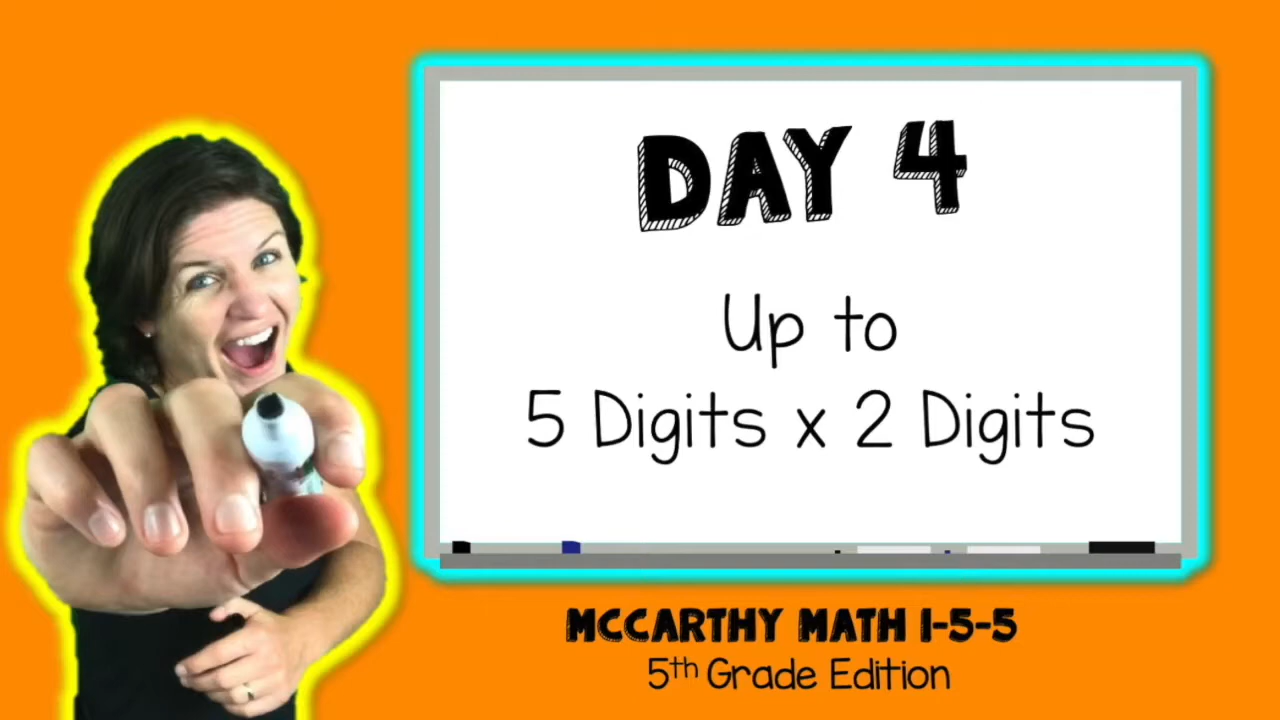 DAY 4
Up to
5 Digits x 2 Digits
MCCARTHY MATH 1-5-5
5th Grade Edition